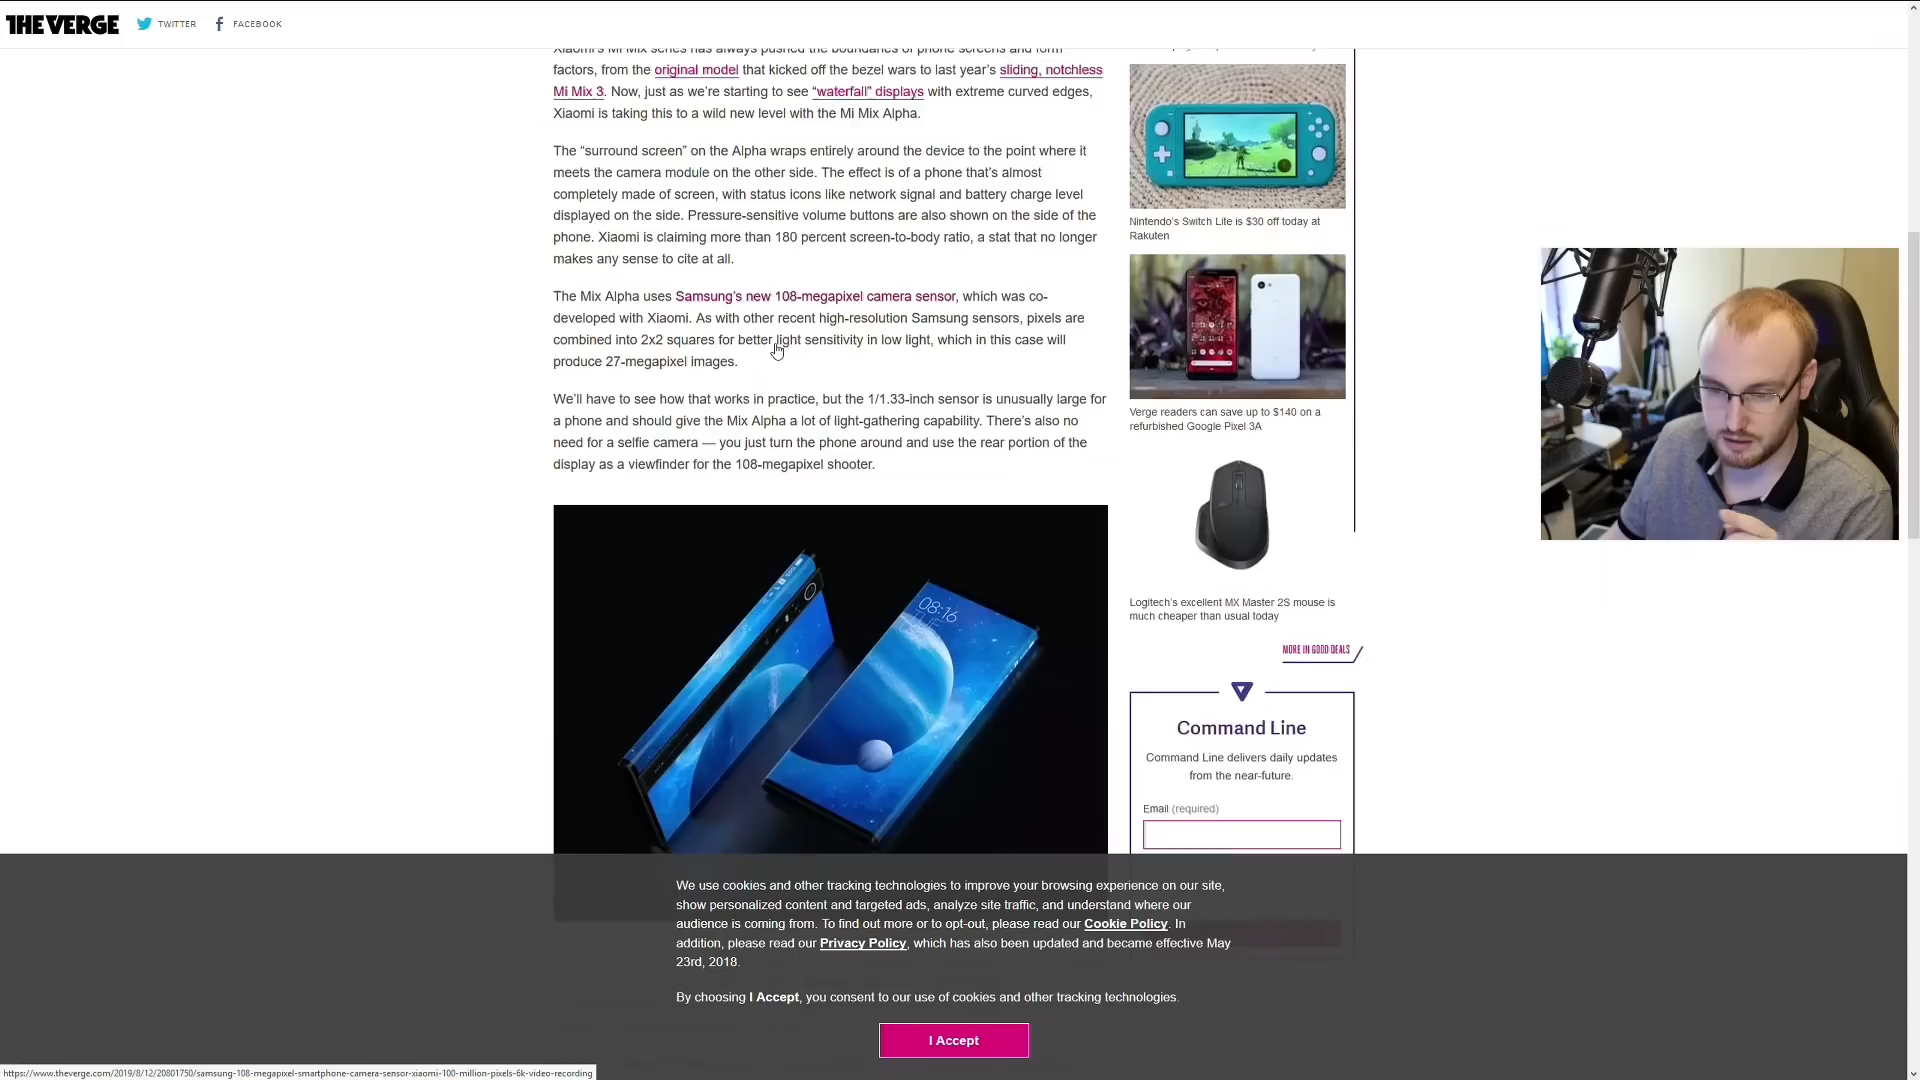 THE VERGE
TWITTER
FACEBOOK
Xiaomi's Mi Mix series has always pushed the boundaries of phone screens and form
factors, from the original model that kicked off the bezel wars to last year’s sliding, notchless
Mi Mix 3. Now, just as we’re starting to see “waterfall” displays with extreme curved edges,
Xiaomi is taking this to a wild new level with the Mi Mix Alpha.
The “surround screen” on the Alpha wraps entirely around the device to the point where it
meets the camera module on the other side. The effect is of a phone that’s almost
completely made of screen, with status icons like network signal and battery charge level
displayed on the side. Pressure-sensitive volume buttons are also shown on the side of the
phone. Xiaomi is claiming more than 180 percent screen-to-body ratio, a stat that no longer
makes any sense to cite at all.
The Mix Alpha uses Samsung’s new 108-megapixel camera sensor, which was co-
developed with Xiaomi. As with other recent high-resolution Samsung sensors, pixels are
combined into 2x2 squares for better light sensitivity in low light, which in this case will
produce 27-megapixel images.
We’ll have to see how that works in practice, but the 1/1.33-inch sensor is unusually large for
a phone and should give the Mix Alpha a lot of light-gathering capability. There’s also no
need for a selfie camera — you just turn the phone around and use the rear portion of the
display as a viewfinder for the 108-megapixel shooter.
08:16
TUE
Nintendo’s Switch Lite is $30 off today at
Rakuten
Verge readers can save up to $140 on a
refurbished Google Pixel 3A
Logitech’s excellent MX Master 2S mouse is
much cheaper than usual today
MORE IN GOOD DEALS
Command Line
Command Line delivers daily updates
from the near-future.
Email (required)
We use cookies and other tracking technologies to improve your browsing experience on our site,
show personalized content and targeted ads, analyze site traffic, and understand where our
audience is coming from. To find out more or to opt-out, please read our Cookie Policy. In
addition, please read our Privacy Policy, which has also been updated and became effective May
23rd, 2018.
By choosing I Accept, you consent to our use of cookies and other tracking technologies.
I Accept
https://www.theverge.com/2019/8/12/20801750/samsung-108-megapixel-smartphone-camera-sensor-xiaomi-100-million-pixels-6k-video-recording